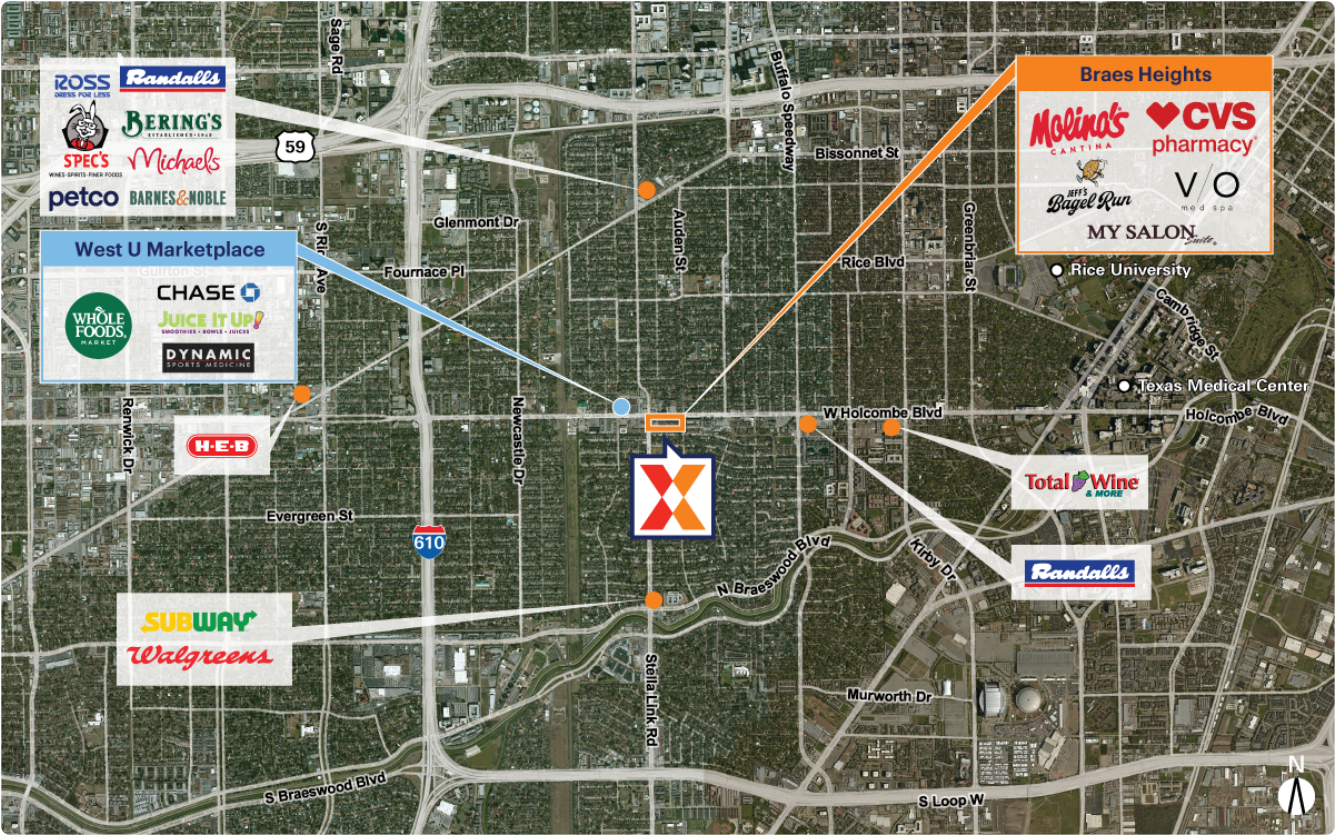 Sage Rd
Buffalo Speedway
ROSS
DRESS FOR LESS
Randalls
SPEC'S
WINES·SPIRITS·FINER FOODS
BERING'S
ESTABLISHED·1940
Michaels
petco
BARNES&NOBLE
Braes Heights
Molina's
CANTINA
CVS
pharmacy
JEFF'S
Bagel Run
V/O
med spa
MY SALON
Suite
59
Bissonnet St
Glenmont Dr
Auden St
Greenbriar St
West U Marketplace
Gulfton St
WHOLE
FOODS
MARKET
CHASE
JUICE IT UP!
SMOOTHIES • BOWLS • JUICES
DYNAMIC
SPORTS MEDICINE
Fournace Pl
Rice Blvd
Rice University
Cambridge St
Texas Medical Center
Renwick Dr
H-E-B
Newcastle Dr
W Holcombe Blvd
Holcombe Blvd
Total Wine
& MORE
X
Evergreen St
610
N Braeswood Blvd
Kirby Dr
Randalls
SUBWAY
Walgreens
Stella Link Rd
Murworth Dr
S Braeswood Blvd
S Loop W
N